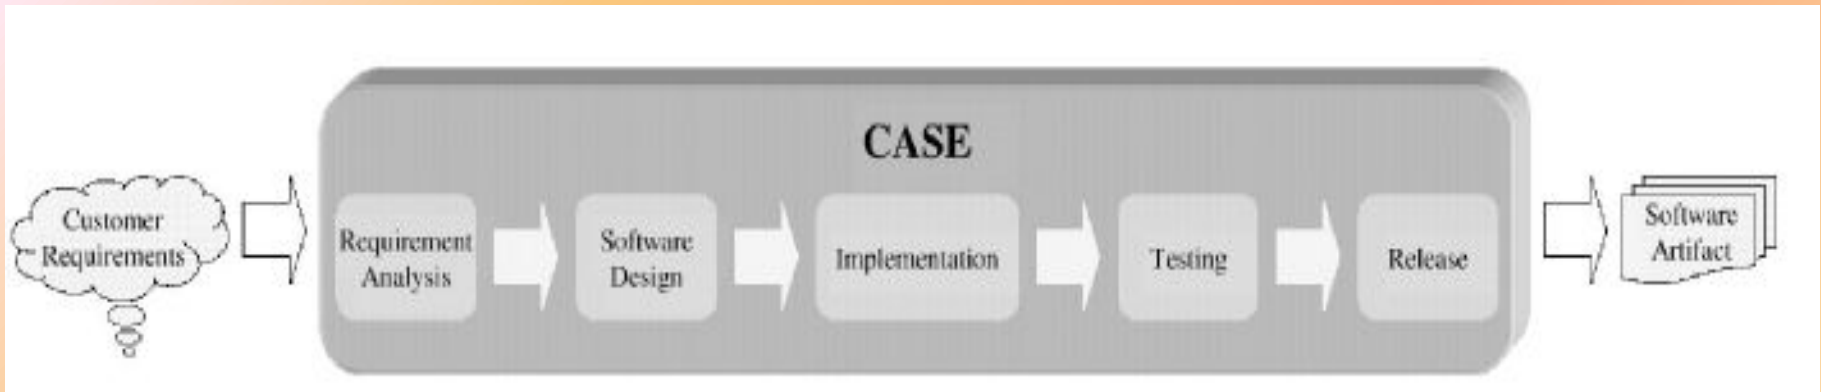 CASE
Customer
Requirements
Requirement
Analysis
Software
Design
Implementation
Testing
Release
Software
Artifact